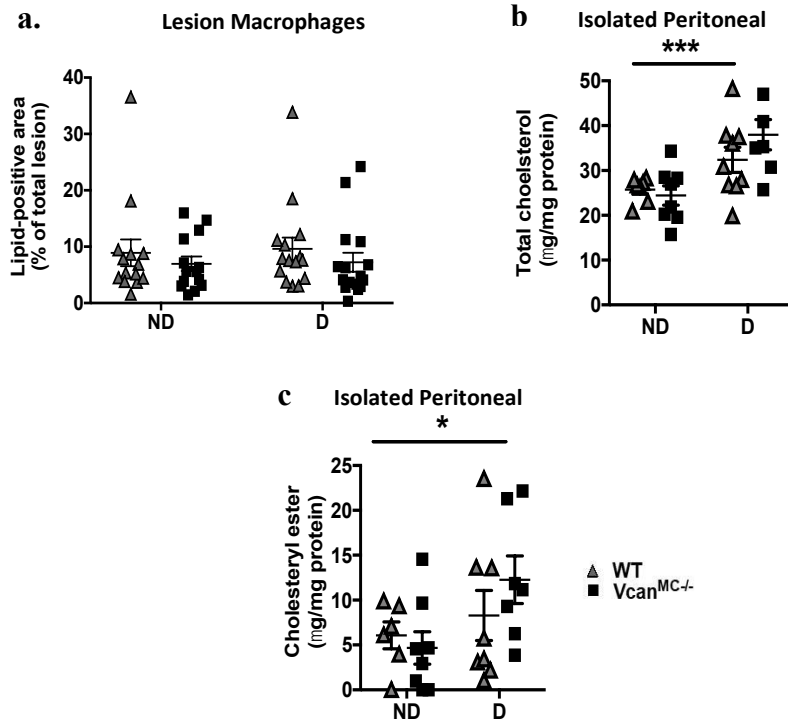 a.
Lesion Macrophages
Lipid-positive area
(% of total lesion)
40
30
20
10
0
ND
D
b
Isolated Peritoneal
***
Total choelsterol
(mg/mg protein)
50
40
30
20
10
0
ND
D
c
Isolated Peritoneal
*
Cholesteryl ester
(mg/mg protein)
25
20
15
10
5
0
ND
D
WT
Vcan^MC-/-